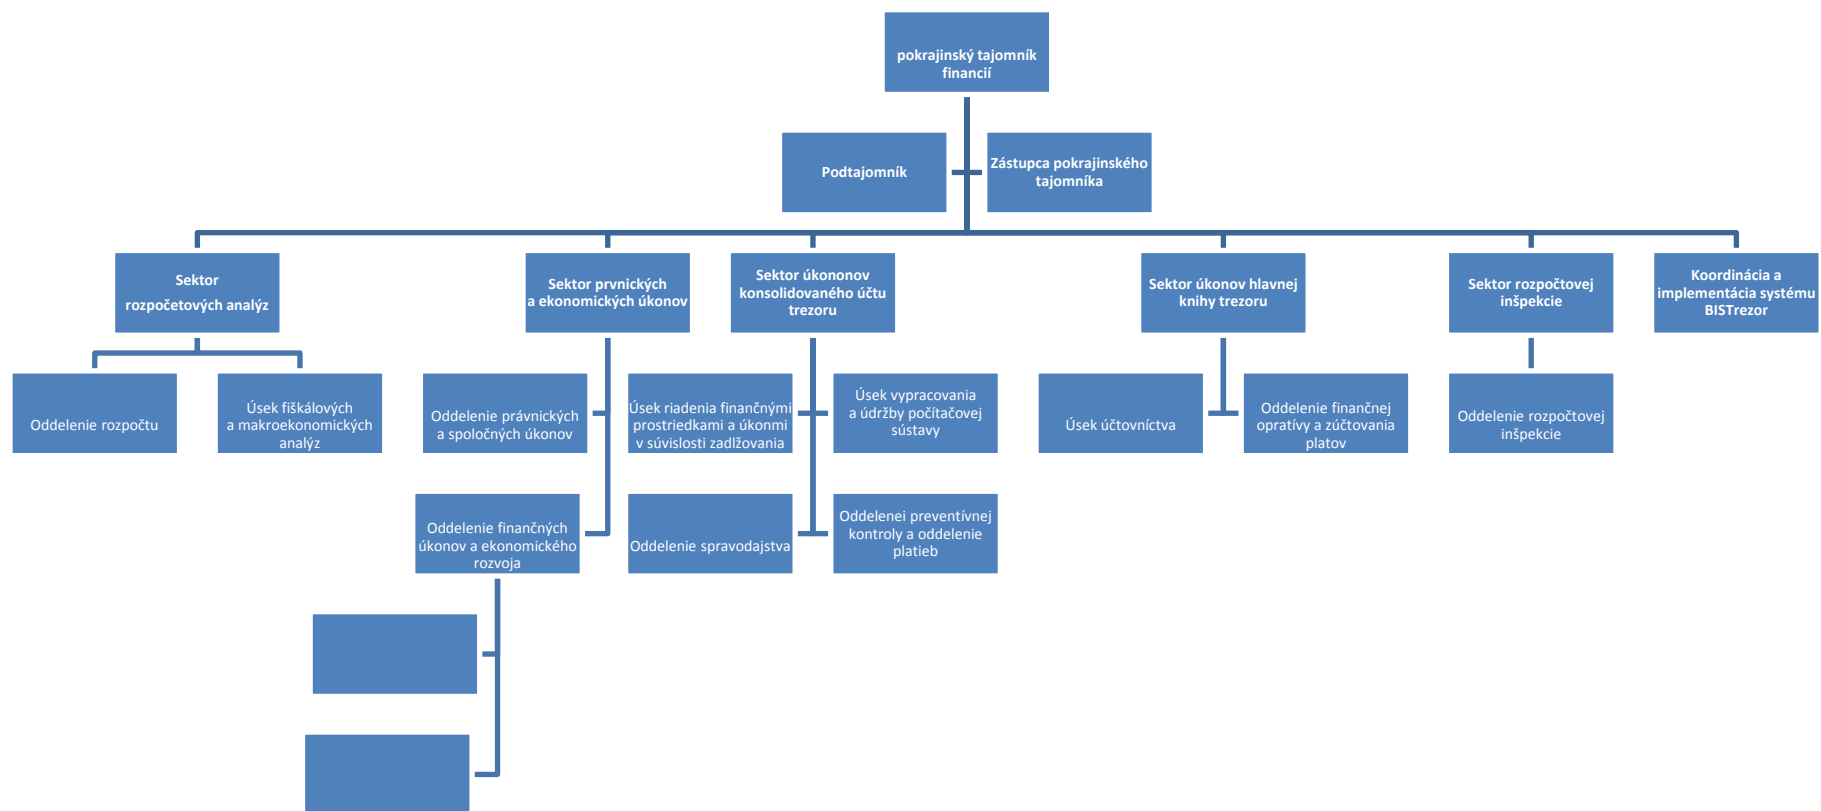 pokrajinský tajomník
financií
Podtajomník
Zástupca pokrajinského
tajomníka
Sektor
rozpočetových analýz
Sektor prvnických
a ekonomických úkonov
Sektor úkononov
konsolidovaného účtu
trezoru
Sektor úkonov hlavnej
knihy trezoru
Sektor rozpočtovej
inšpekcie
Koordinácia a
implementácia systému
BISTrezor
Oddelenie rozpočtu
Úsek fiškálových
a makroekonomických
analýz
Oddelenie právnických
a spoločných úkonov
Úsek riadenia finančnými
prostriedkami a úkonmi
v súvislosti zadlžovania
Úsek vypracovania
a údržby počítačovej
sústavy
Úsek účtovníctva
Oddelenie finančnej
opratívy a zúčtovania
platov
Oddelenie rozpočtovej
inšpekcie
Oddelenie finančných
úkonov a ekonomického
rozvoja
Oddelenie spravodajstva
Oddelenei preventívnej
kontroly a oddelenie
platieb